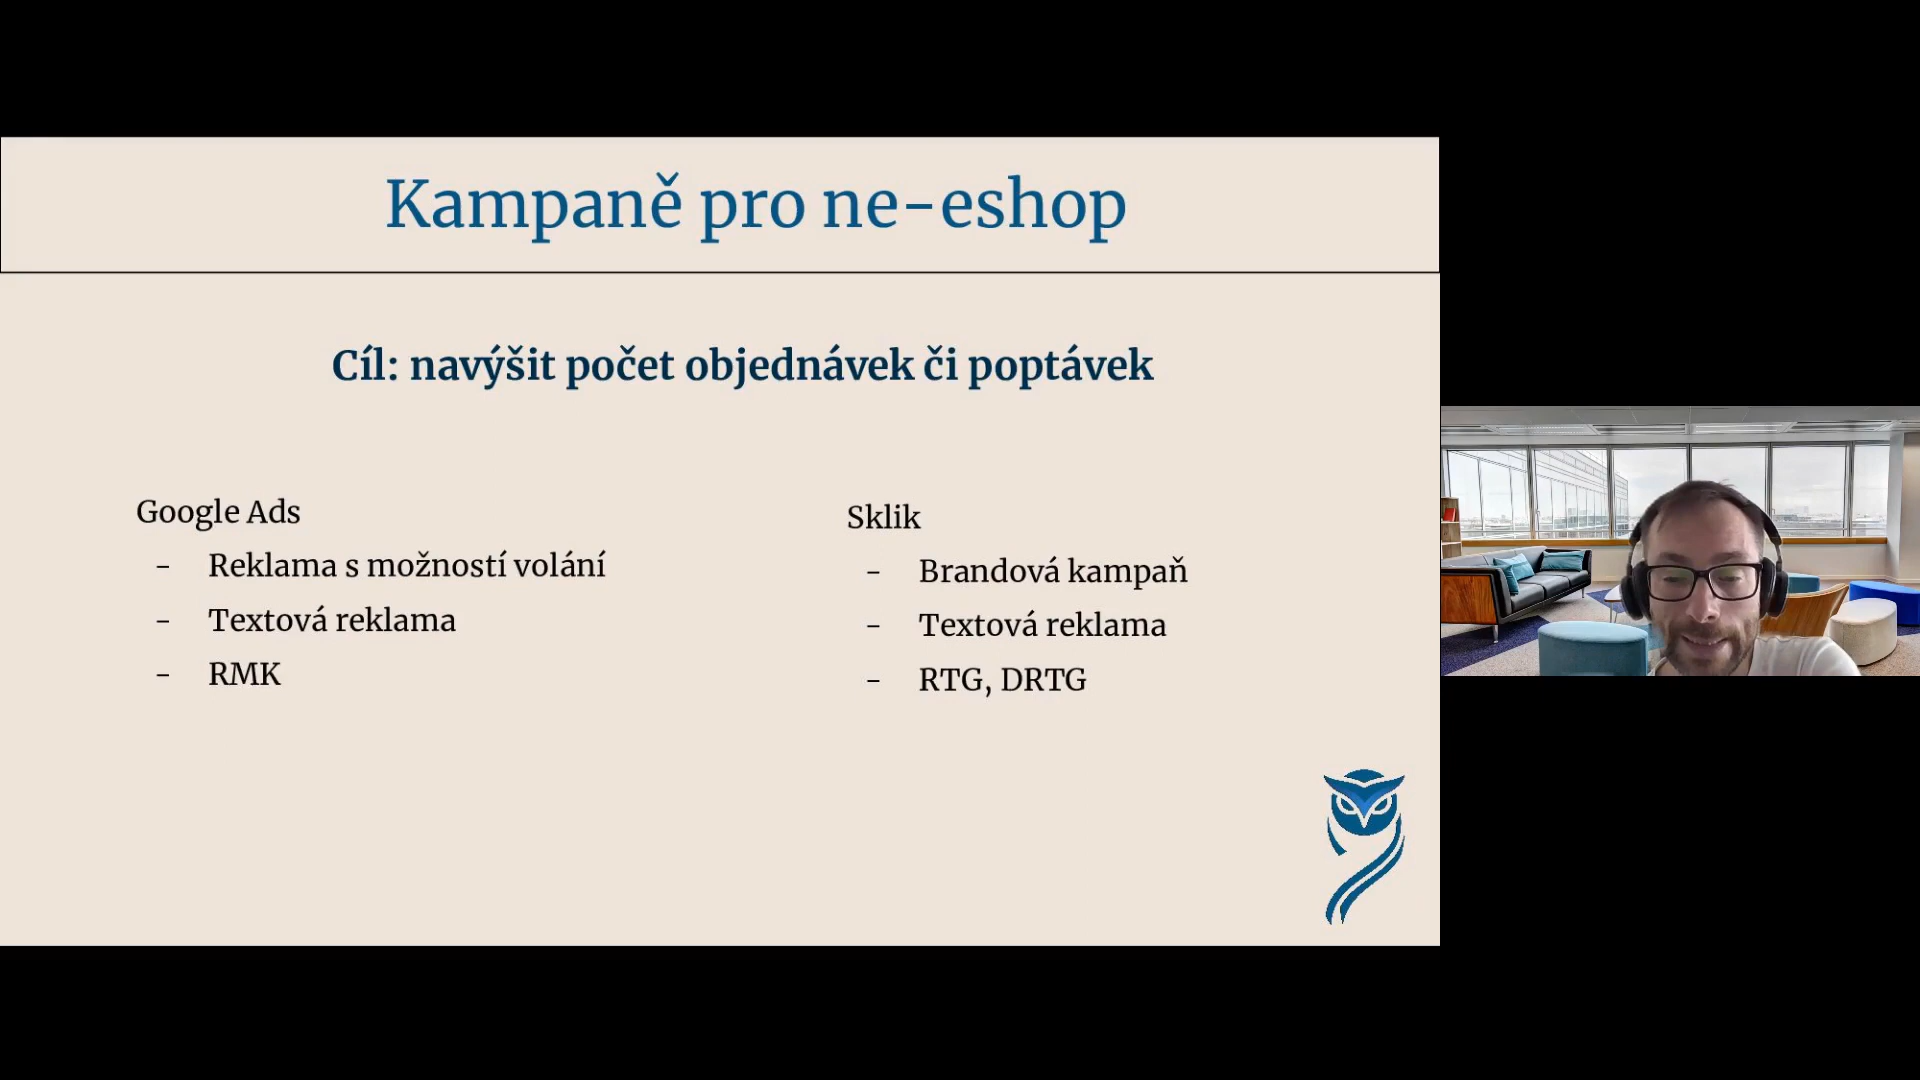 Kampaně pro ne-eshop
Cíl: navýšit počet objednávek či poptávek
Google Ads
- Reklama s možností volání
- Textová reklama
- RMK
Sklik
- Brandová kampaň
- Textová reklama
- RTG, DRTG